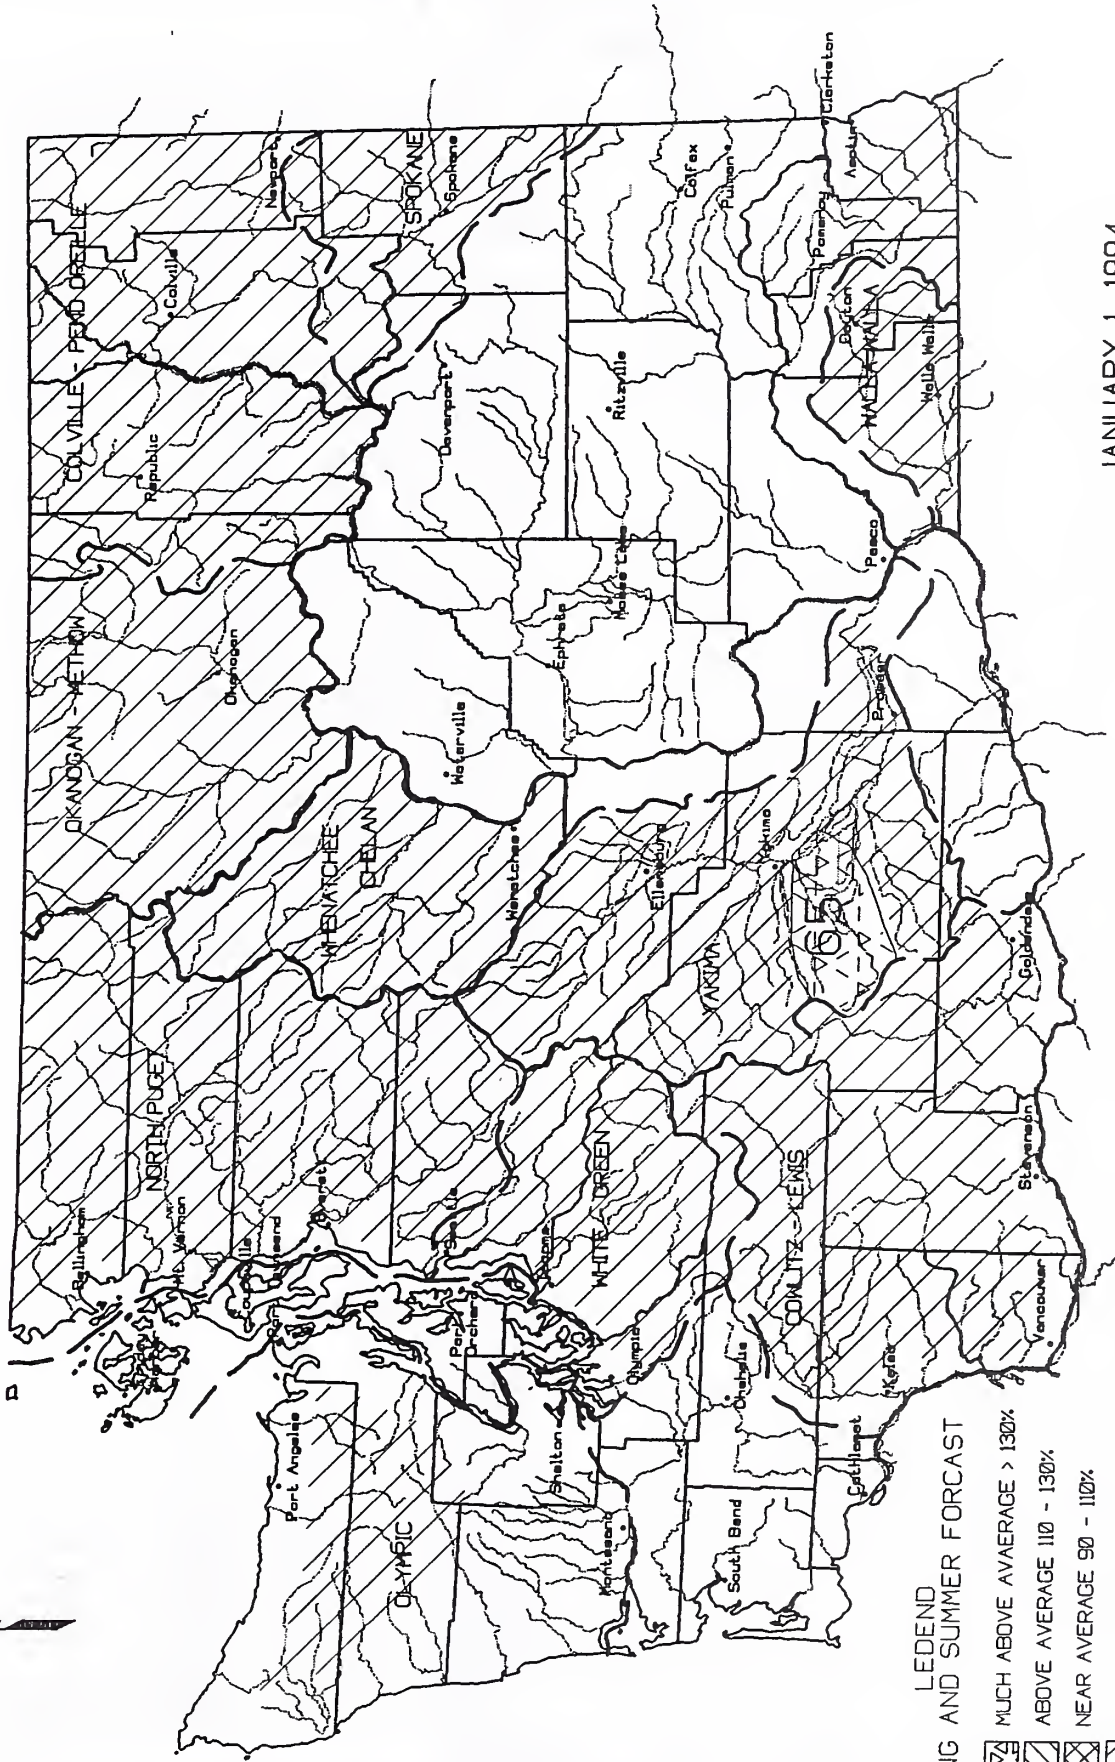 OKANOGAN - METHOW
COLVILLE - PEND OREILLE
NORTH PUGET
WHENATCHEE
CHELAN
SPOKANE
OLYMPIC
WHITE - GREEN
YAKIMA
COWLITZ - LEWIS
WALLA WALLA
Bellingham
Mt. Vernon
Coupeville
Everett
Port Angeles
Seattle
Port Orchard
Tacoma
Shelton
Olympia
Montesano
South Bend
Chehalis
Cathlamet
Kelso
Vancouver
Stevenson
Goldendale
Yakima
Ellensburg
Wenatchee
Waterville
Okanogan
Republic
Colville
Newport
Spokane
Davenport
Ephrata
Moses Lake
Ritzville
Colfax
Pullman
Pomeroy
Asotin
Clarkston
Dayton
Walla Walla
Pasco
Prosser
65
LEDEND
NG AND SUMMER FORCAST
MUCH ABOVE AVAERAGE > 130%
ABOVE AVERAGE 110 - 130%
NEAR AVERAGE 90 - 110%